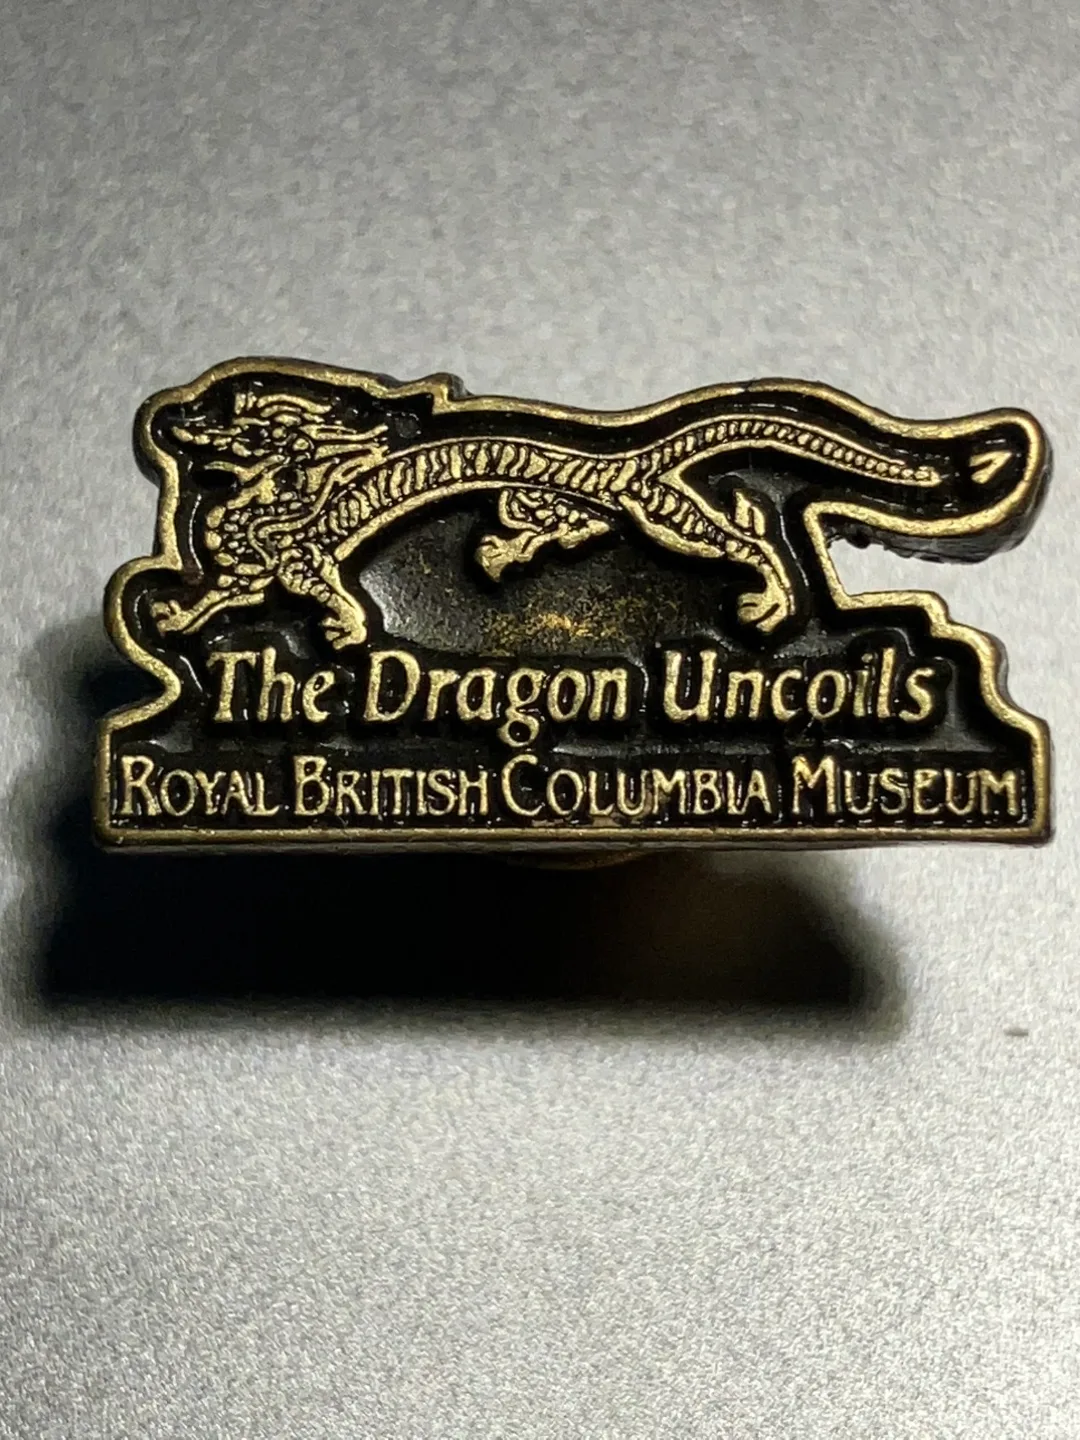 The Dragon Uncoils
ROYAL BRITISH COLUMBIA MUSEUM